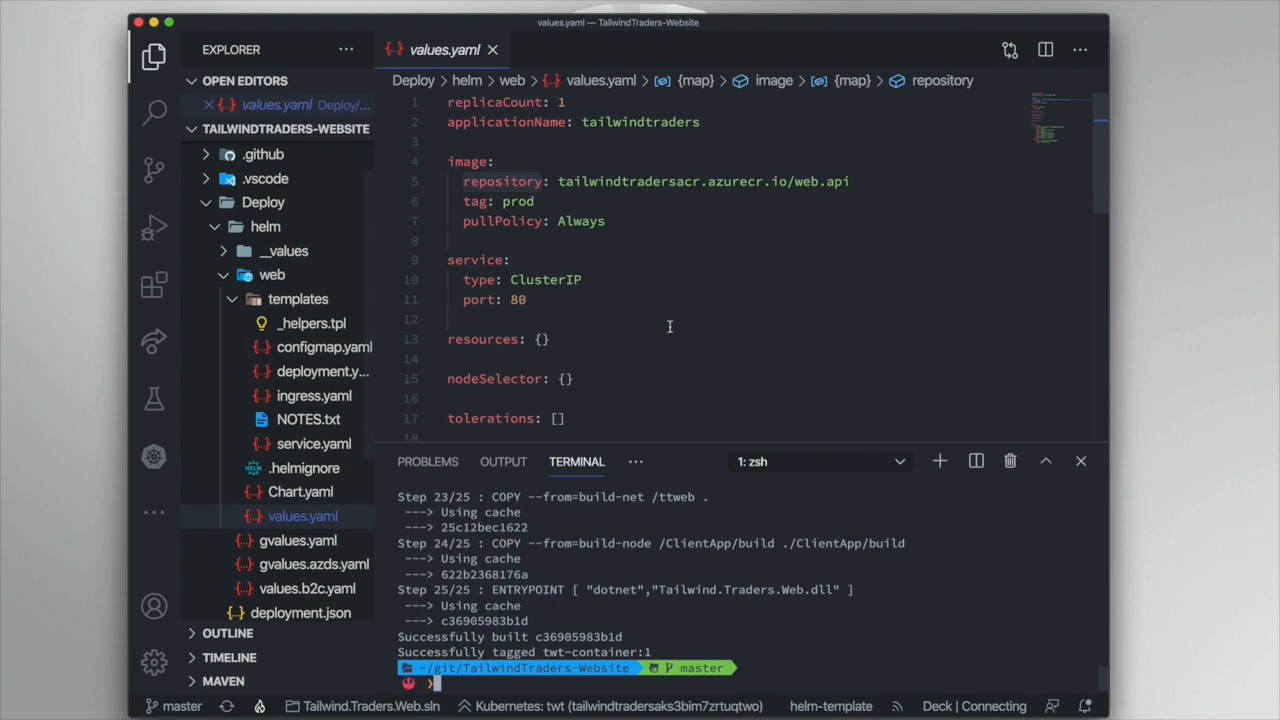 values.yaml — TailwindTraders-Website
EXPLORER
OPEN EDITORS
values.yaml Deploy/...
TAILWINDTRADERS-WEBSITE
.github
.vscode
Deploy
helm
__values
web
templates
_helpers.tpl
configmap.yaml
deployment.y...
ingress.yaml
NOTES.txt
service.yaml
.helmignore
Chart.yaml
values.yaml
gvalues.yaml
gvalues.azds.yaml
values.b2c.yaml
deployment.json
OUTLINE
TIMELINE
MAVEN
values.yaml
Deploy > helm > web > values.yaml > {map} > image > {map} > repository
1 replicaCount: 1
2 applicationName: tailwindtraders
3
4 image:
5 repository: tailwindtradersacr.azurecr.io/web.api
6 tag: prod
7 pullPolicy: Always
8
9 service:
10 type: ClusterIP
11 port: 80
12
13 resources: {}
14
15 nodeSelector: {}
16
17 tolerations: []
18
PROBLEMS OUTPUT TERMINAL ... 1: zsh
Step 23/25 : COPY --from=build-net /ttweb .
---> Using cache
---> 25c12bec1622
Step 24/25 : COPY --from=build-node /ClientApp/build ./ClientApp/build
---> Using cache
---> 622b2368176a
Step 25/25 : ENTRYPOINT [ "dotnet","Tailwind.Traders.Web.dll" ]
---> Using cache
---> c36905983b1d
Successfully built c36905983b1d
Successfully tagged twt-container:1
~/git/TailwindTraders-Website master
master Tailwind.Traders.Web.sln Kubernetes: twt (tailwindtradersaks3bim7zrtuqtwo) helm-template Deck | Connecting